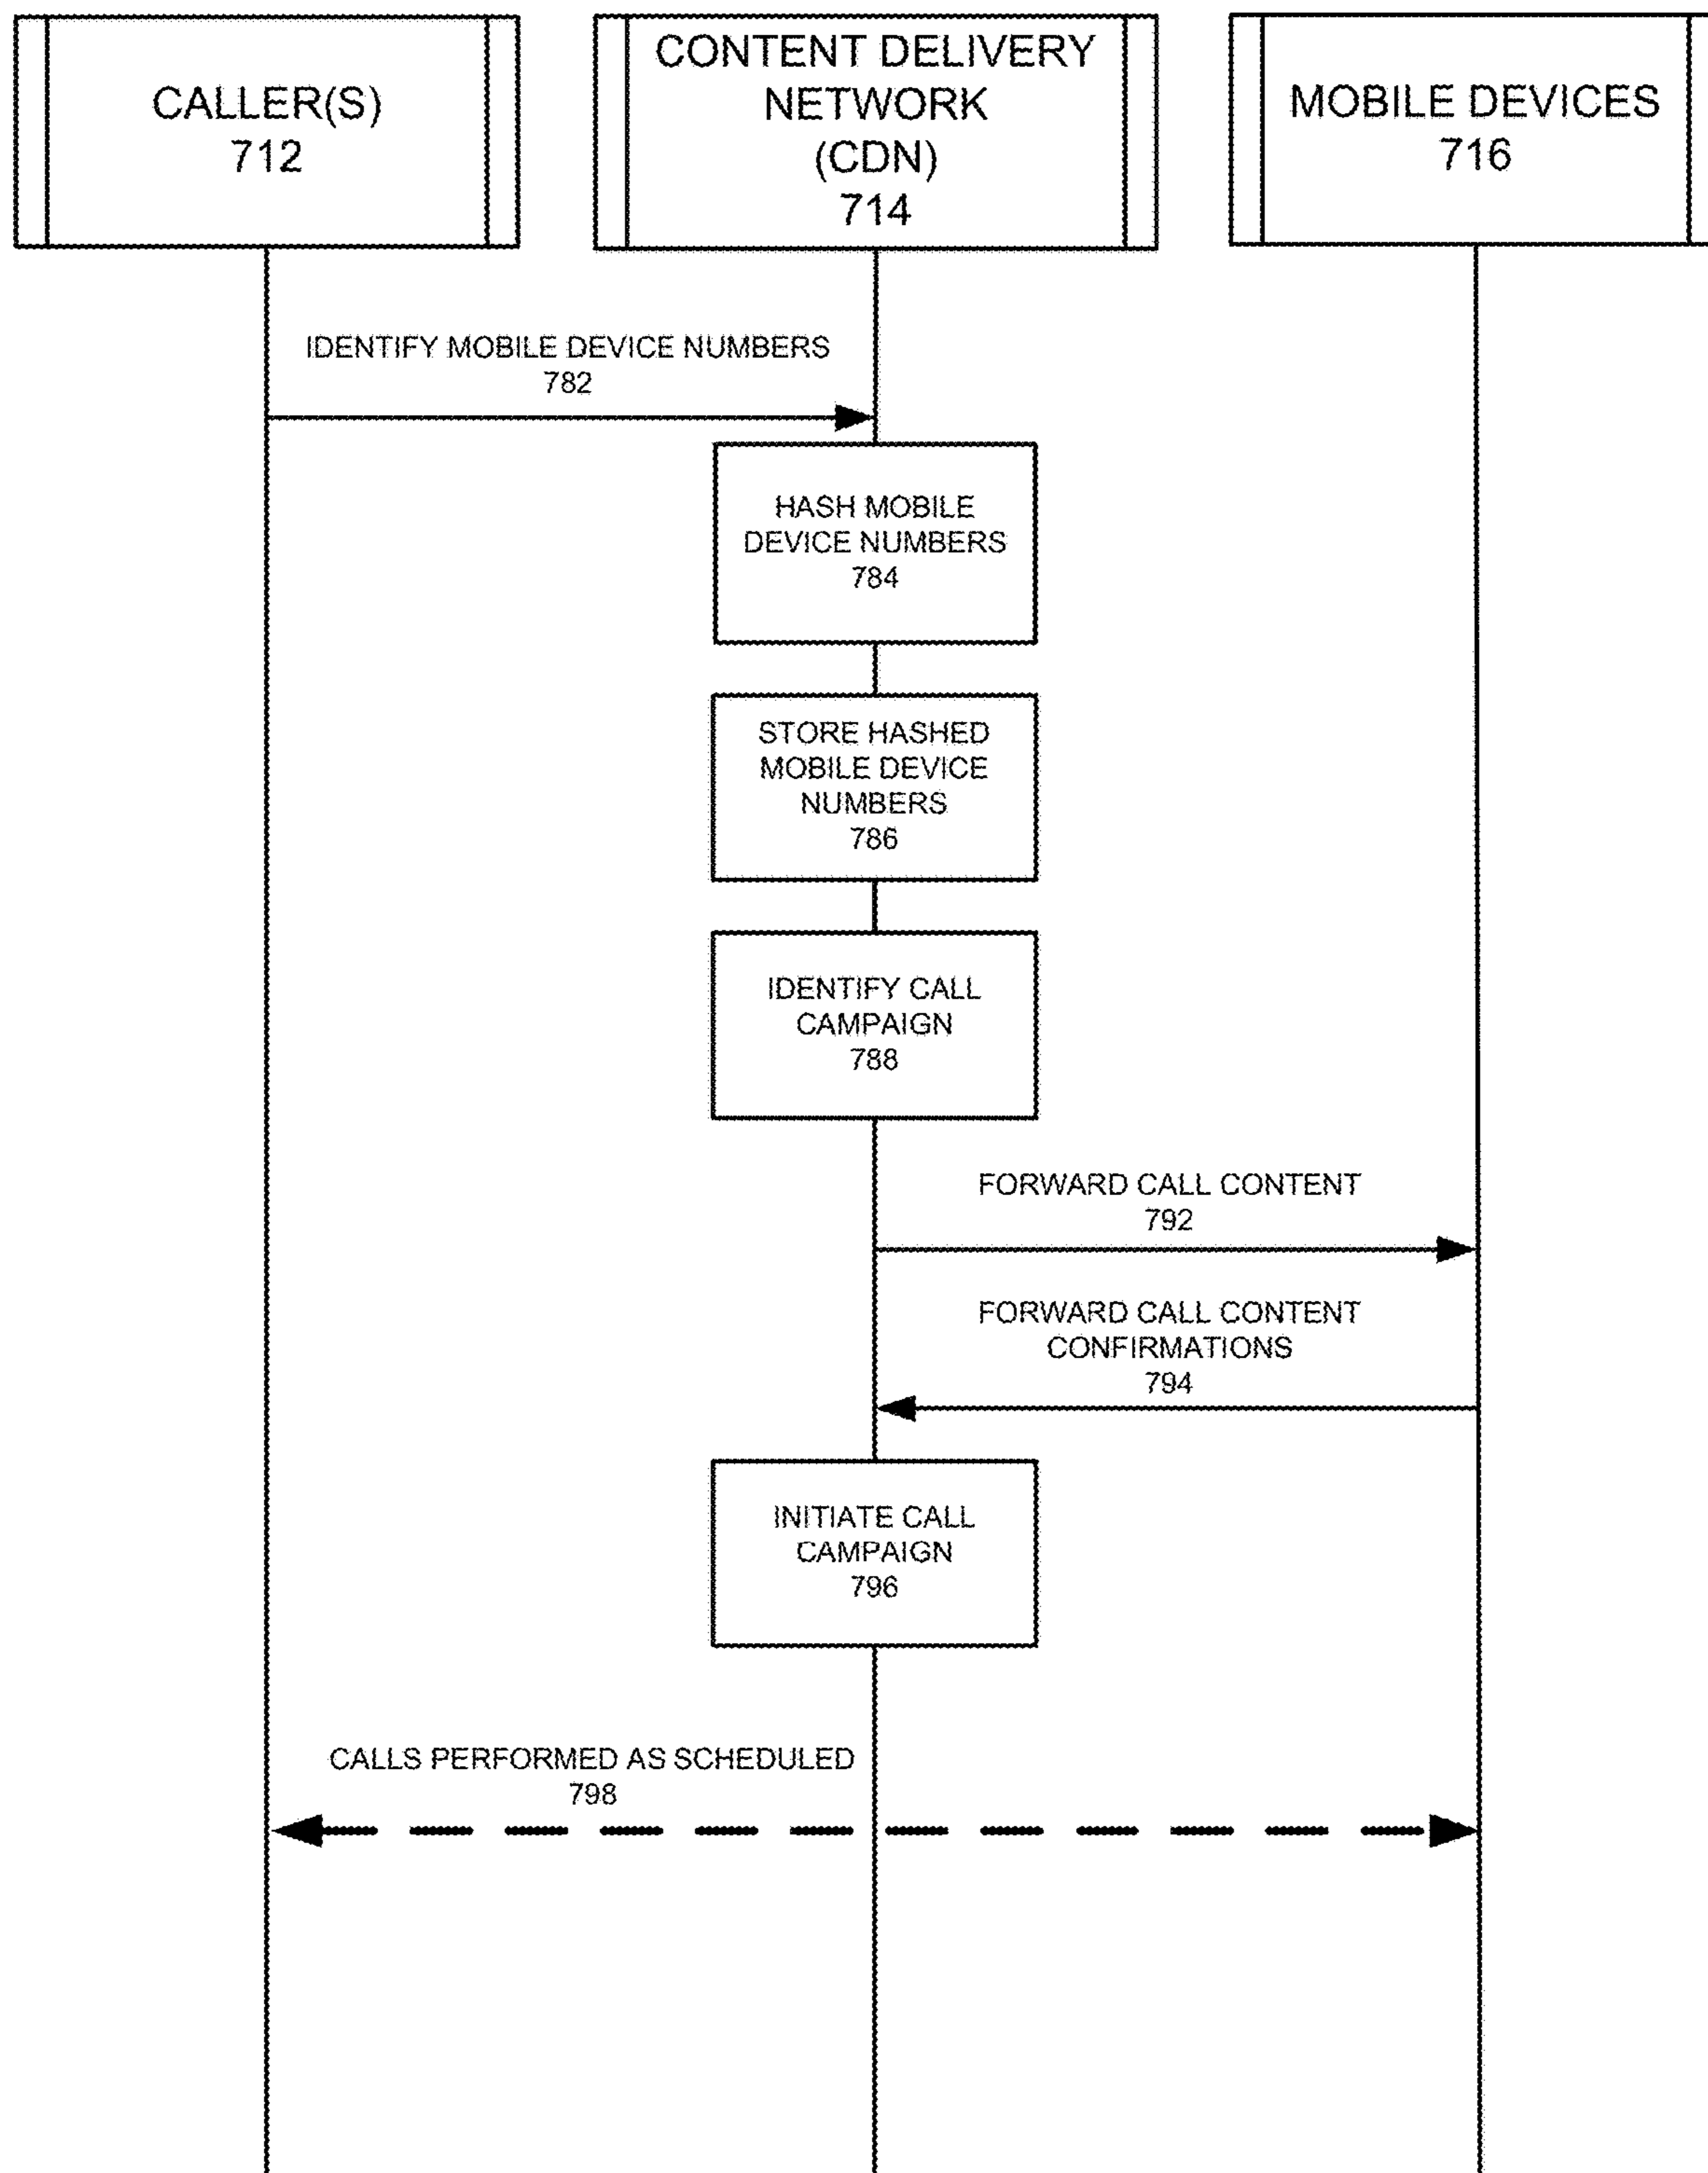 CALLER(S)
712
CONTENT DELIVERY
NETWORK
(CDN)
714
MOBILE DEVICES
716
IDENTIFY MOBILE DEVICE NUMBERS
782
HASH MOBILE
DEVICE NUMBERS
784
STORE HASHED
MOBILE DEVICE
NUMBERS
786
IDENTIFY CALL
CAMPAIGN
788
FORWARD CALL CONTENT
792
FORWARD CALL CONTENT
CONFIRMATIONS
794
INITIATE CALL
CAMPAIGN
796
CALLS PERFORMED AS SCHEDULED
798